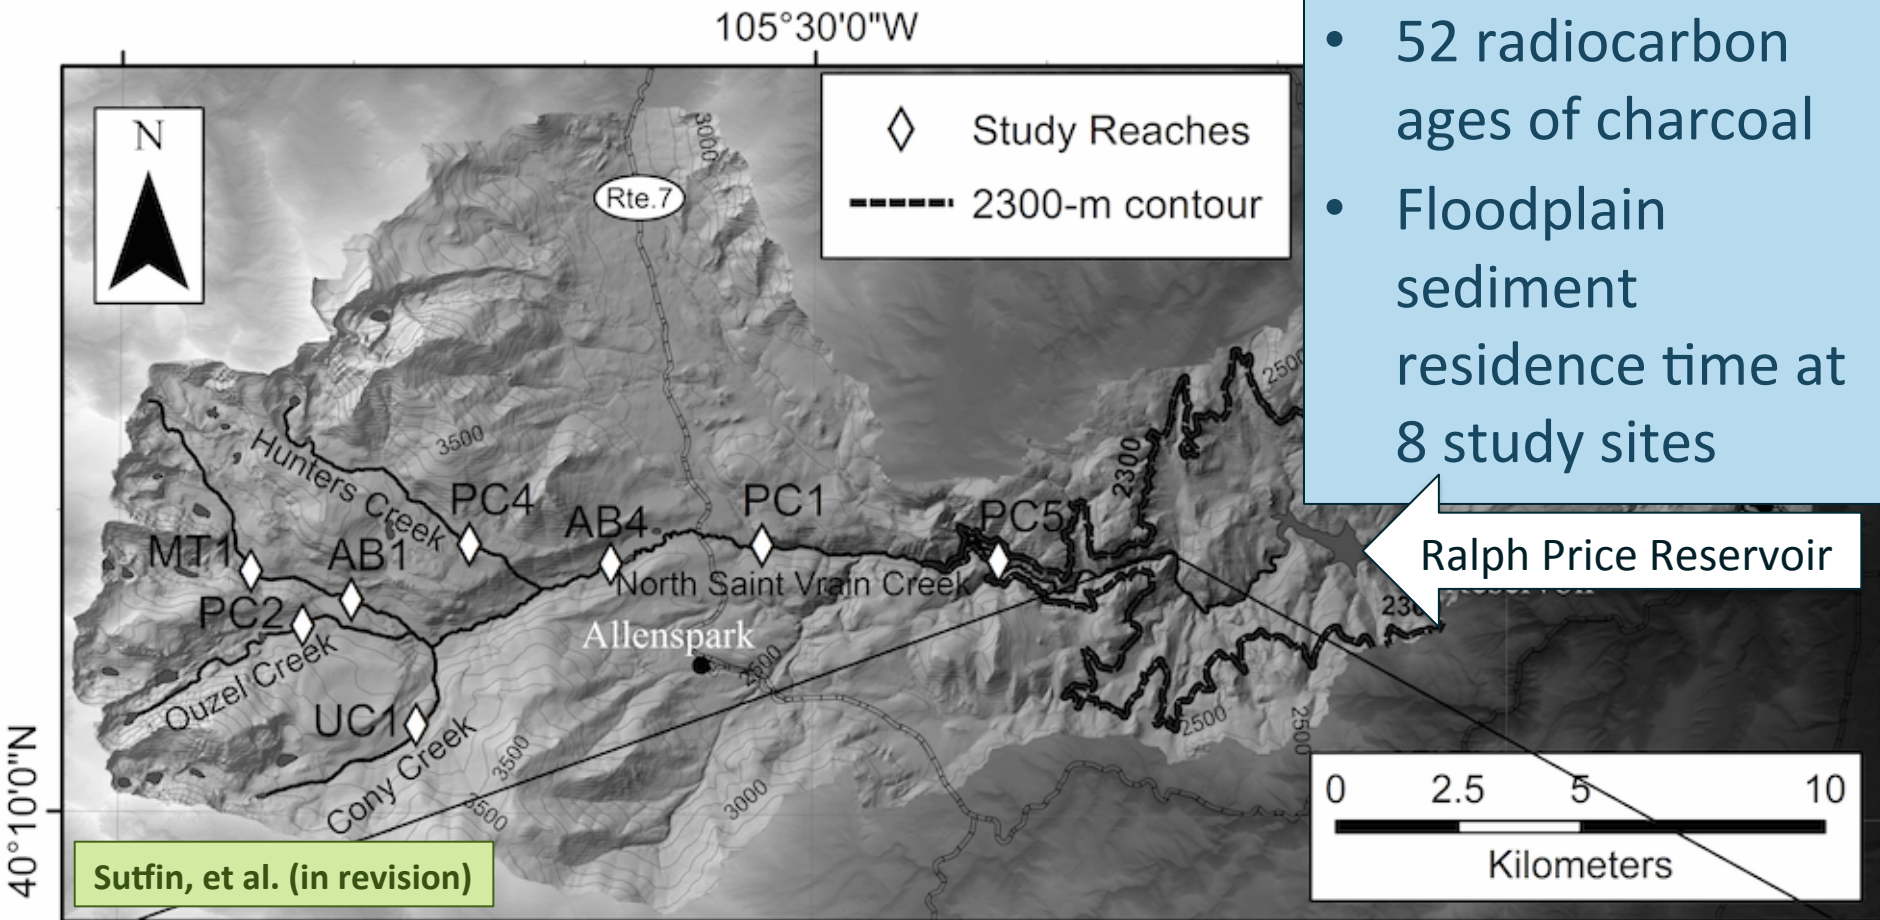 105°30'0"W
• 52 radiocarbon
ages of charcoal
• Floodplain
sediment
residence time at
8 study sites
N
Study Reaches
2300-m contour
Rte.7
3000
2500
3500
2300
Hunters Creek
PC4
AB4
PC1
PC5
MT1
AB1
North Saint Vrain Creek
Ralph Price Reservoir
PC2
Allenspark
2500
Ouzel Creek
UC1
Cony Creek
3500
3500
3000
2500
2500
40°10'0"N
0 2.5 5 10
Kilometers
Sutfin, et al. (in revision)